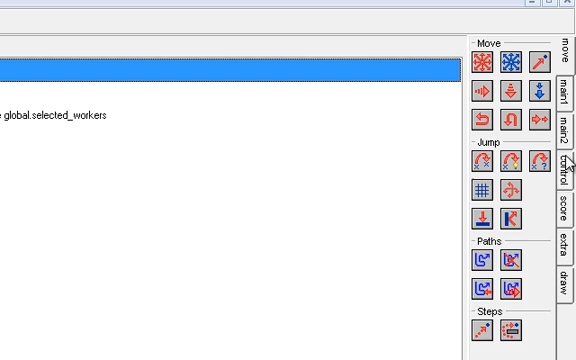 Move
global.selected_workers
Jump
Paths
Steps
move
main1
main2
control
score
extra
draw